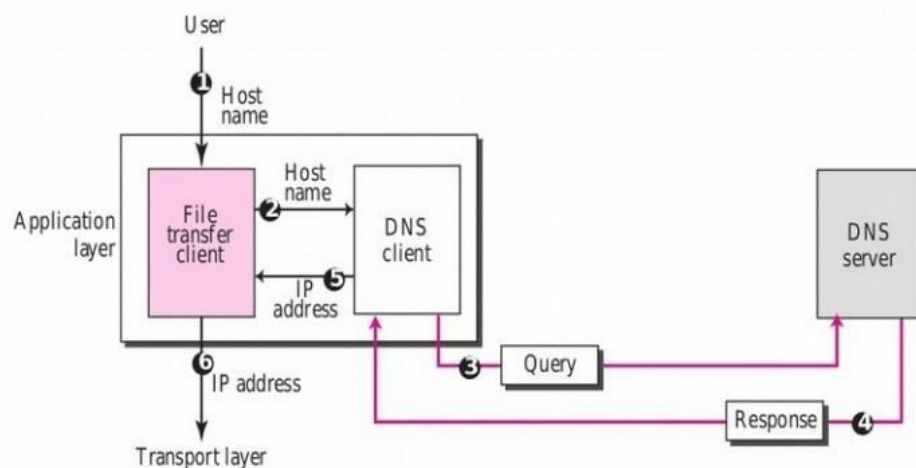 User
1
Host
name
Application
layer
File
transfer
client
Host
name
2
DNS
client
5
IP
address
DNS
server
6
IP address
3
Query
Response
4
Transport layer